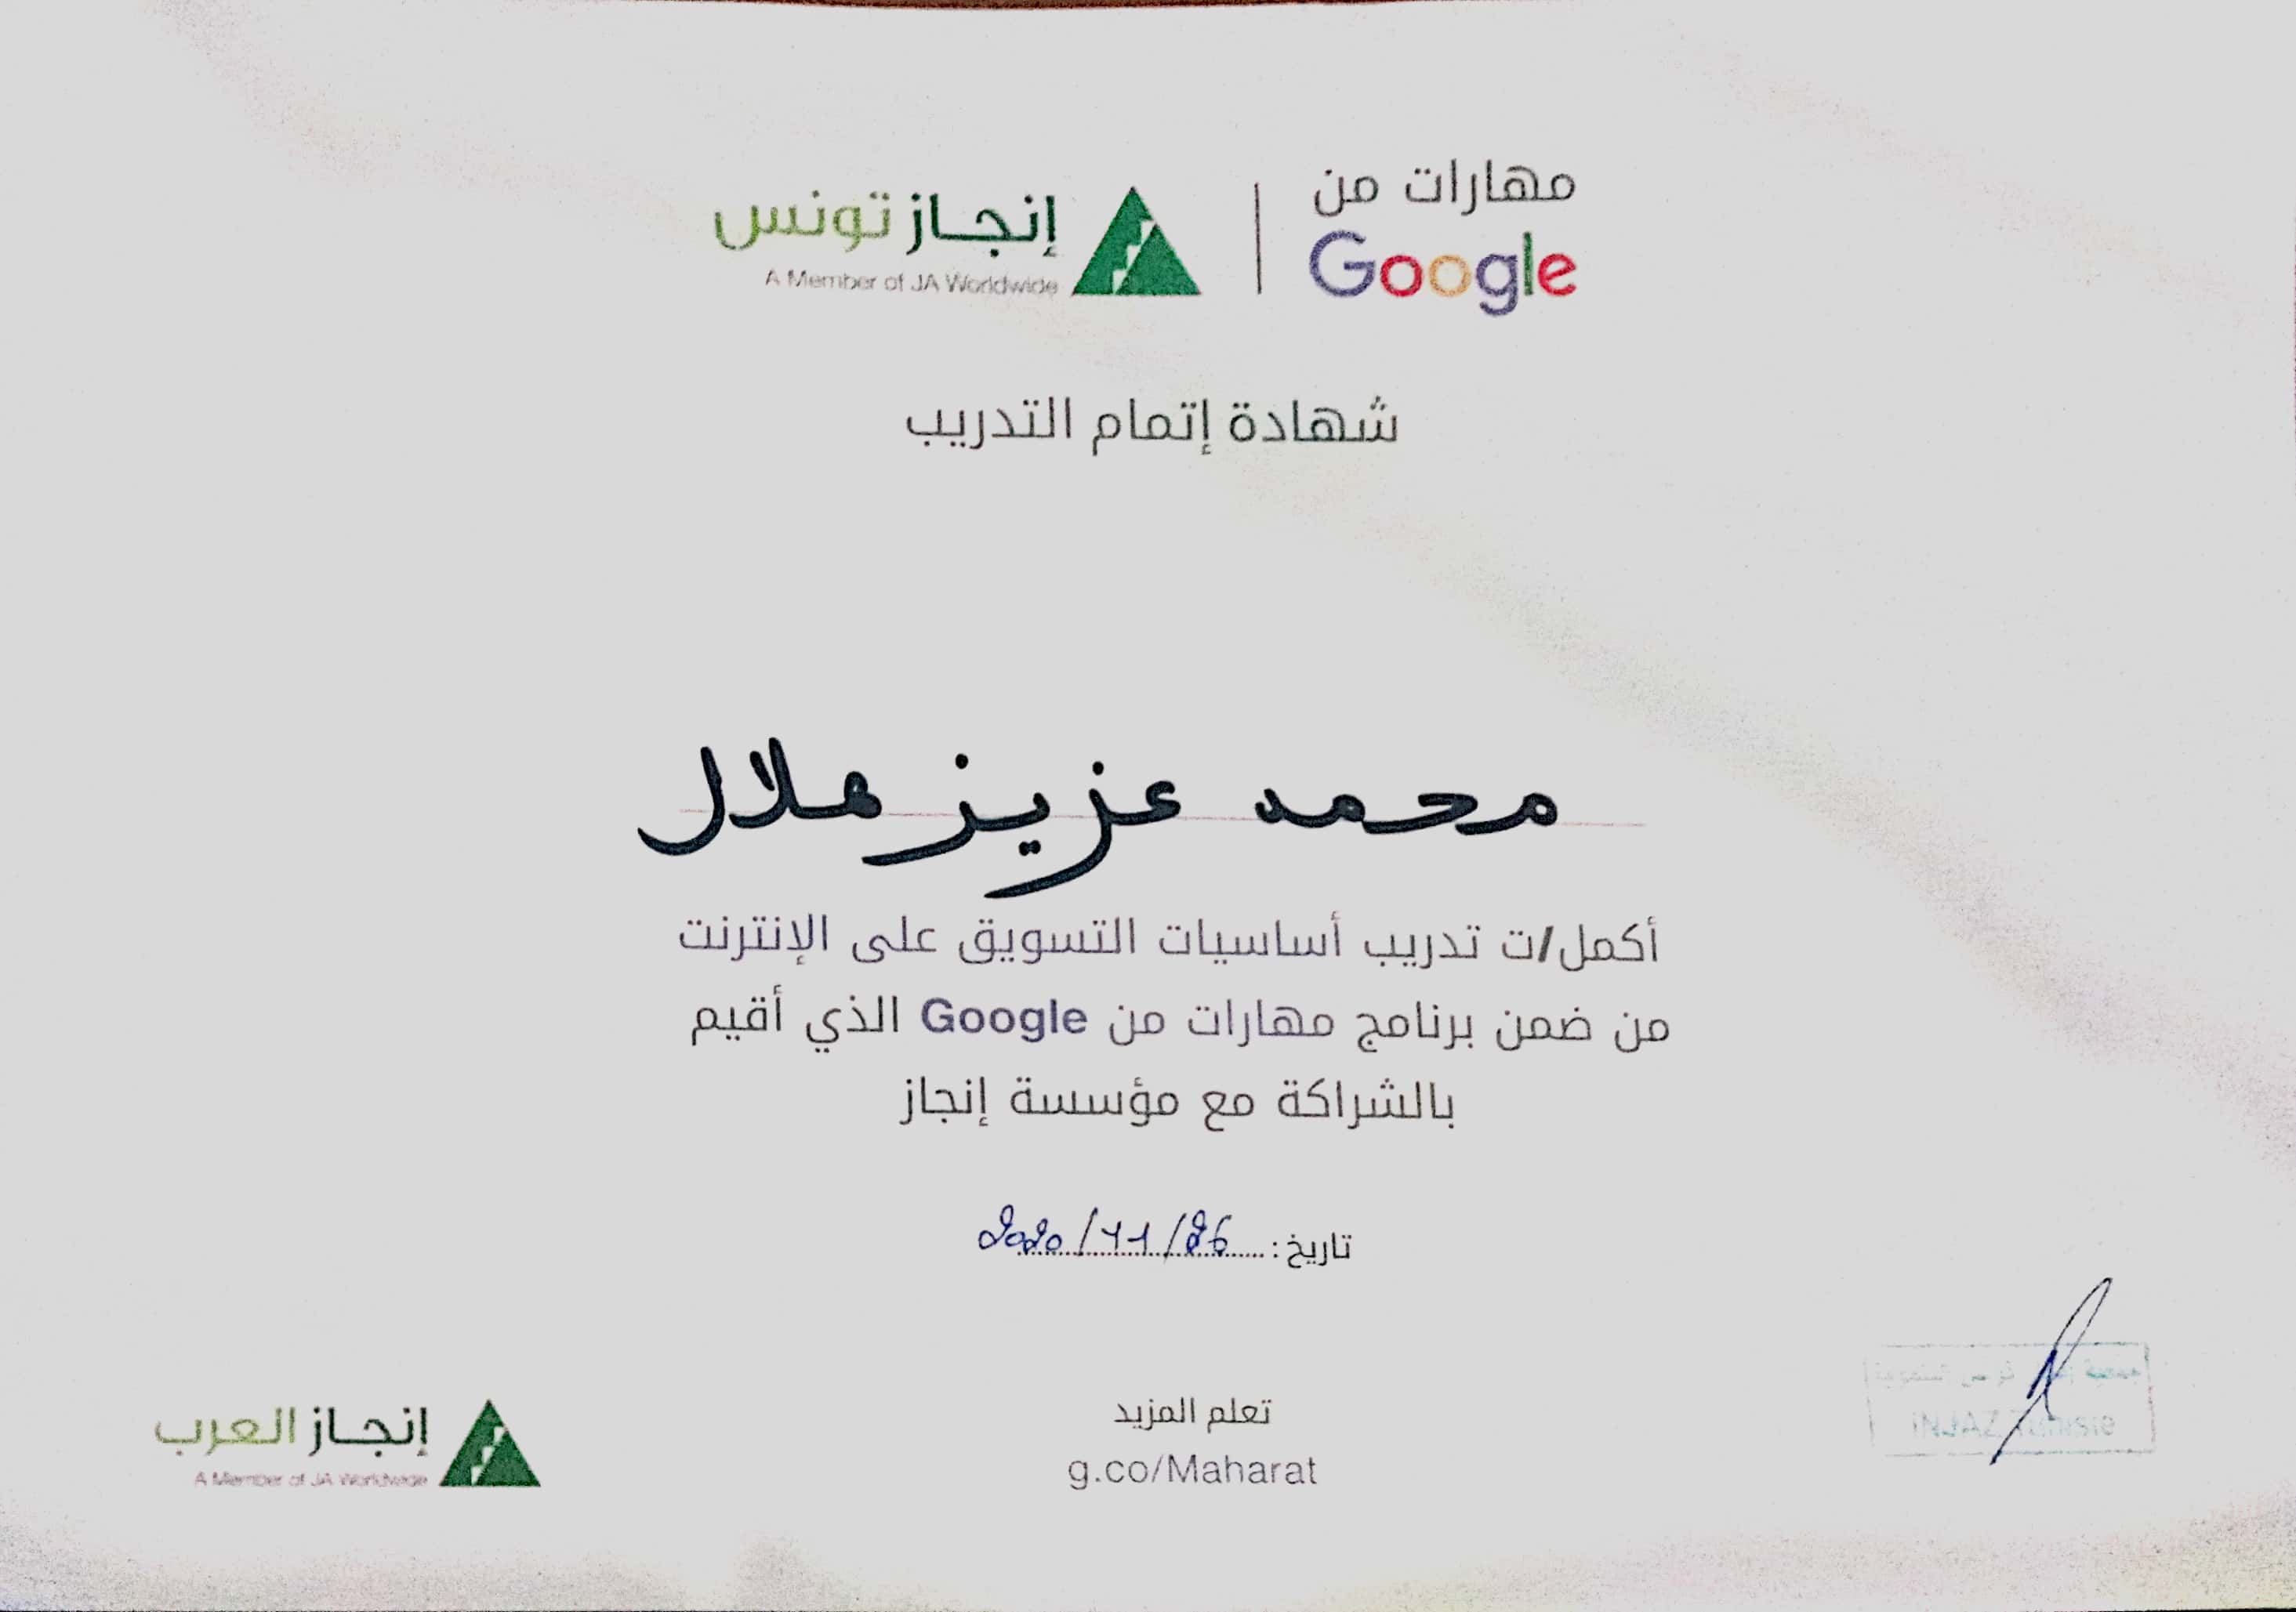 مهارات من
Google
إنجاز تونس
A Member of JA Worldwide
شهادة إتمام التدريب
محمد عزيز هلال
أكمل/ت تدريب أساسيات التسويق على الإنترنت
من ضمن برنامج مهارات من Google الذي أقيم
بالشراكة مع مؤسسة إنجاز
تاريخ: 26/11/2020
تعلم المزيد
g.co/Maharat
INJAZ Tunisie
إنجاز العرب
A Member of JA Worldwide